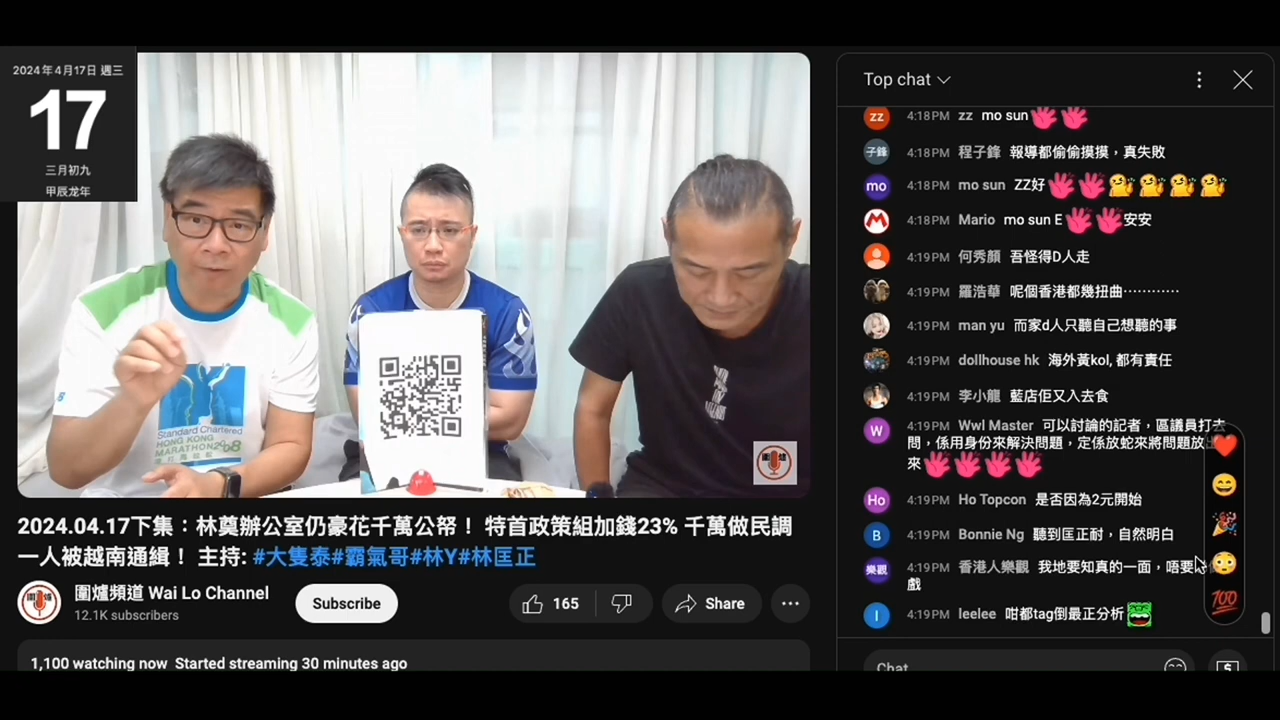 2024年4月17日 週三
17
三月初九
甲辰龙年
Standard Chartered
HONG KONG
MARATHON2008
2024.04.17下集：林奠辦公室仍豪花千萬公帑！ 特首政策組加錢23% 千萬做民調
一人被越南通緝！ 主持: #大隻泰#霸氣哥#林Y#林匡正
圍爐頻道 Wai Lo Channel
12.1K subscribers
Subscribe
165
Share
1,100 watching now Started streaming 30 minutes ago
Top chat
zz 4:18PM zz mo sun
子鋒 4:18PM 程子鋒 報導都偷偷摸摸，真失敗
mo 4:18PM mo sun ZZ好
4:18PM Mario mo sun E 安安
4:19PM 何秀顏 吾怪得D人走
4:19PM 羅浩華 呢個香港都幾扭曲…………
4:19PM man yu 而家d人只聽自己想聽的事
4:19PM dollhouse hk 海外黃kol, 都有責任
4:19PM 李小龍 藍店佢又入去食
W 4:19PM Wwl Master 可以討論的記者，區議員打去
問，係用身份來解決問題，定係放蛇來將問題放出
來
Ho 4:19PM Ho Topcon 是否因為2元開始
B 4:19PM Bonnie Ng 聽到匡正耐，自然明白
樂觀 4:19PM 香港人樂觀 我地要知真的一面，唔要
戲
I 4:19PM leelee 咁都tag倒最正分析
100
Chat